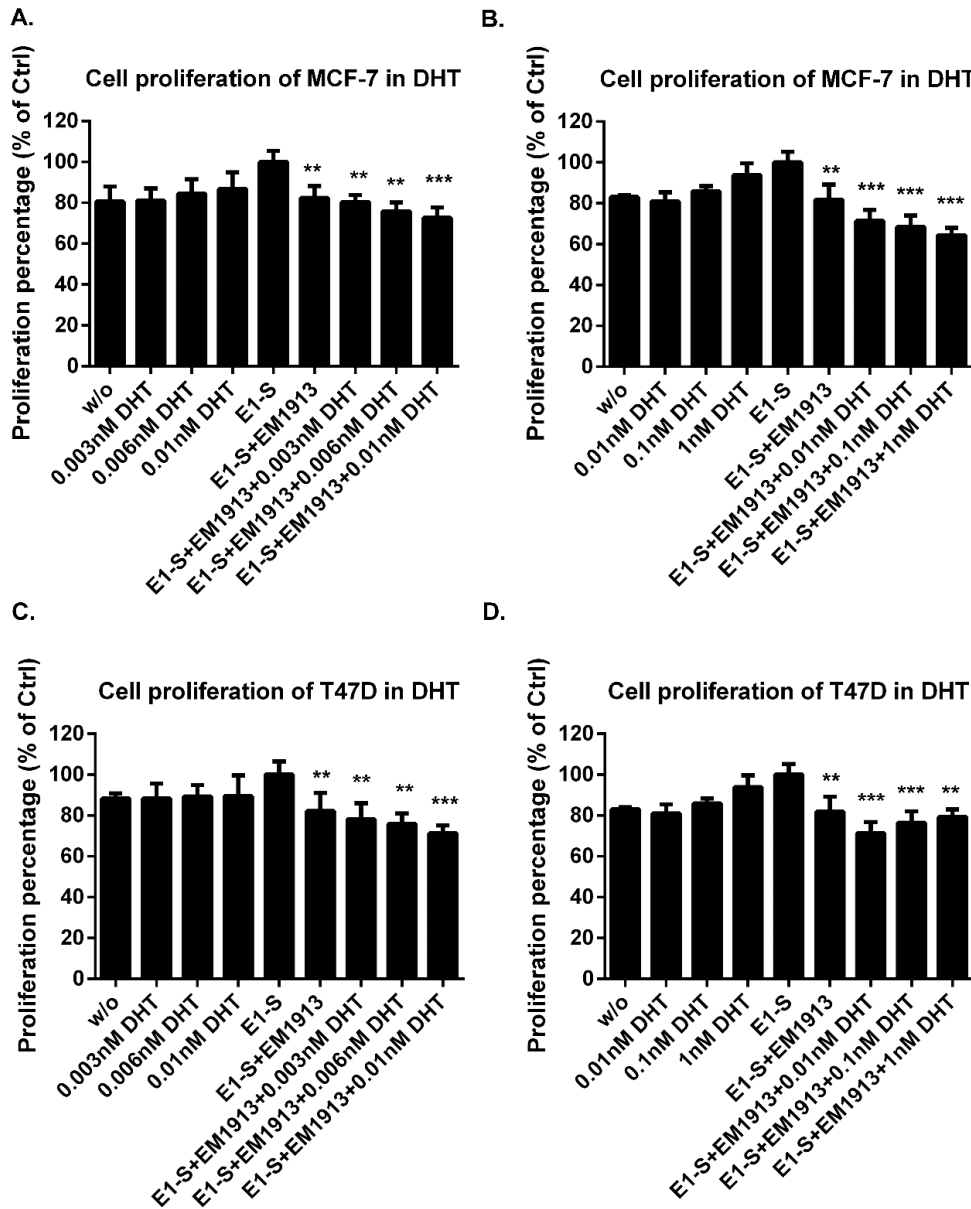 A.
Cell proliferation of MCF-7 in DHT
Proliferation percentage (% of Ctrl)
120
100
80
60
40
20
0
w/o
0.003nM DHT
0.006nM DHT
0.01nM DHT
E1-S
E1-S+EM1913
E1-S+EM1913+0.003nM DHT
E1-S+EM1913+0.006nM DHT
E1-S+EM1913+0.01nM DHT
**
**
**
***
B.
Cell proliferation of MCF-7 in DHT
Proliferation percentage (% of Ctrl)
120
100
80
60
40
20
0
w/o
0.01nM DHT
0.1nM DHT
1nM DHT
E1-S
E1-S+EM1913
E1-S+EM1913+0.01nM DHT
E1-S+EM1913+0.1nM DHT
E1-S+EM1913+1nM DHT
**
***
***
***
C.
Cell proliferation of T47D in DHT
Proliferation percentage (% of Ctrl)
120
100
80
60
40
20
0
w/o
0.003nM DHT
0.006nM DHT
0.01nM DHT
E1-S
E1-S+EM1913
E1-S+EM1913+0.003nM DHT
E1-S+EM1913+0.006nM DHT
E1-S+EM1913+0.01nM DHT
**
**
**
***
D.
Cell proliferation of T47D in DHT
Proliferation percentage (% of Ctrl)
120
100
80
60
40
20
0
w/o
0.01nM DHT
0.1nM DHT
1nM DHT
E1-S
E1-S+EM1913
E1-S+EM1913+0.01nM DHT
E1-S+EM1913+0.1nM DHT
E1-S+EM1913+1nM DHT
**
***
***
**